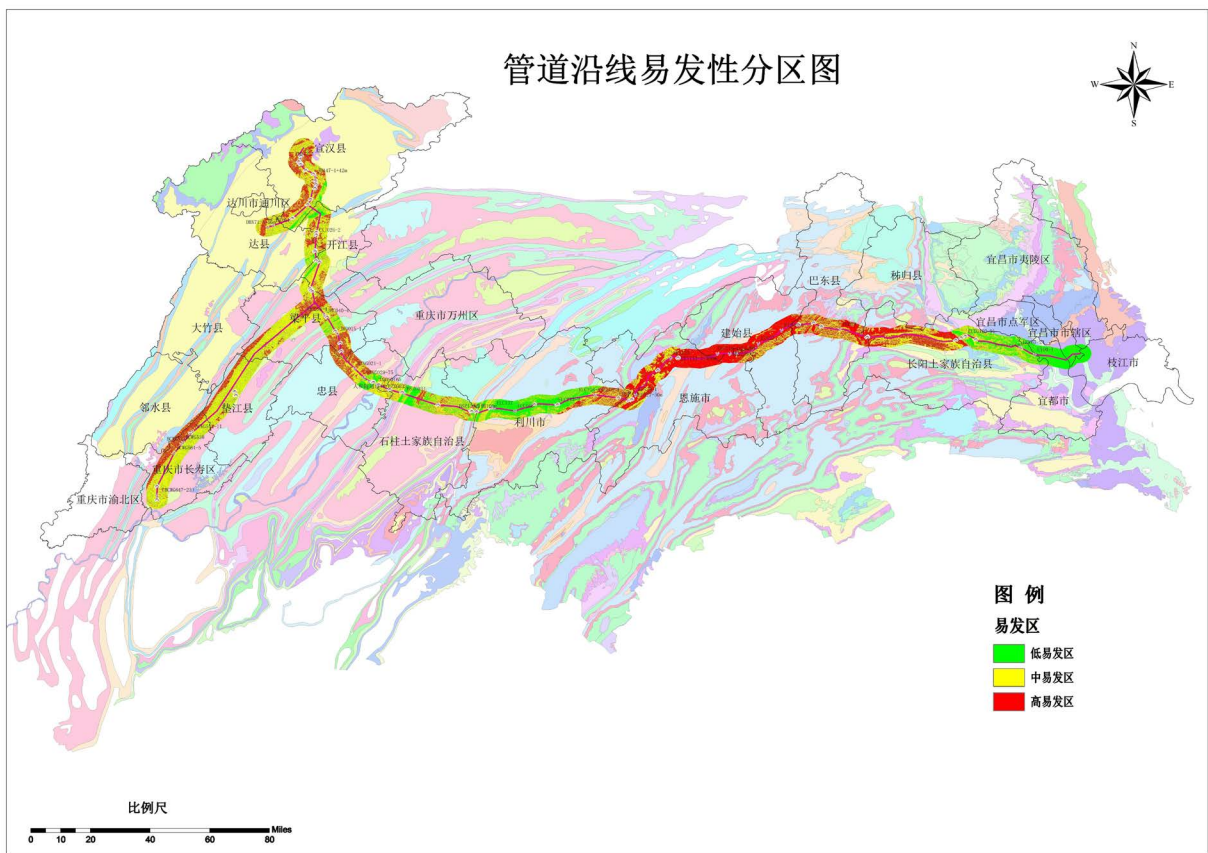 管道沿线易发性分区图
N
W
E
S
宣汉县
达川市通川区
达县
开江县
大竹县
梁平县
重庆市万州区
巴东县
秭归县
宜昌市夷陵区
建始县
宜昌市点军区
宜昌市市辖区
长阳土家族自治县
枝江市
忠县
恩施市
宜都市
邻水县
垫江县
利川市
石柱土家族自治县
重庆市长寿区
重庆市渝北区
图 例
易发区
低易发区
中易发区
高易发区
比例尺
Miles
0 10 20 40 60 80